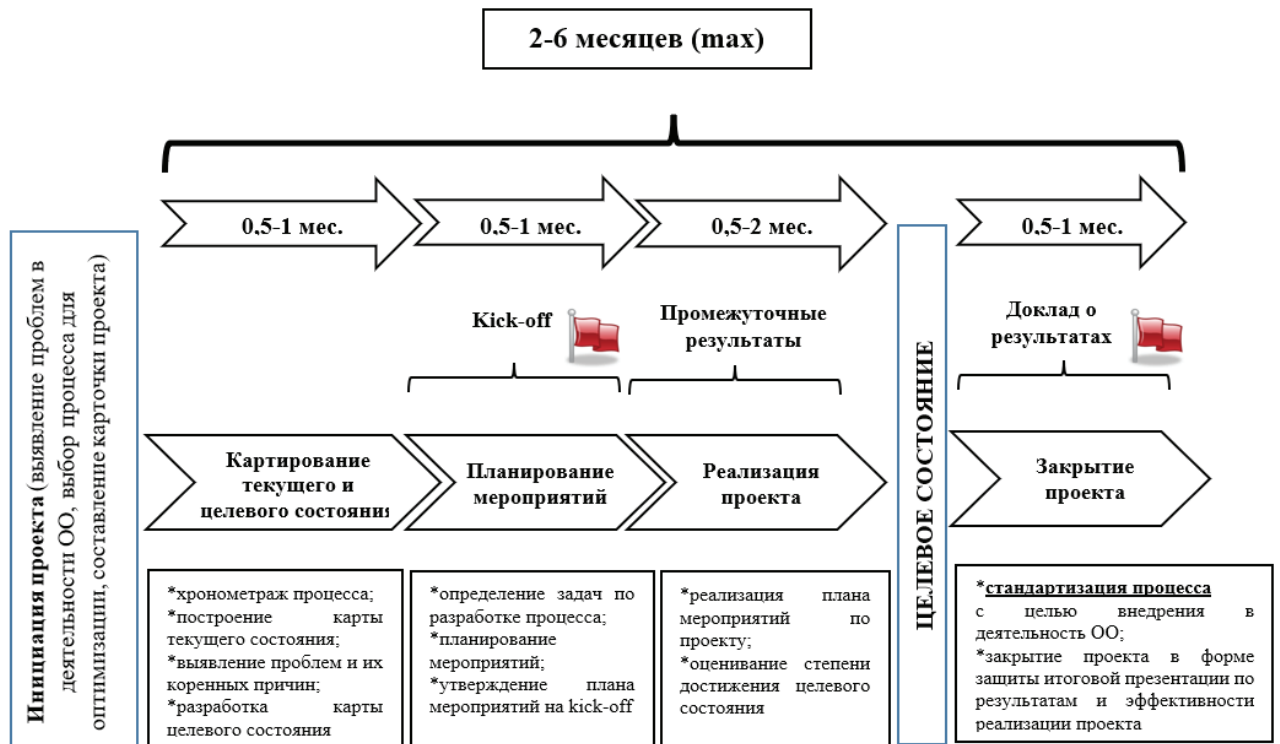 2-6 месяцев (max)
0,5-1 мес.
0,5-1 мес.
0,5-2 мес.
0,5-1 мес.
Инициация проекта (выявление проблем в
деятельности ОО, выбор процесса для
оптимизации, составление карточки проекта)
Kick-off
Промежуточные
результаты
ЦЕЛЕВОЕ СОСТОЯНИЕ
Доклад о
результатах
Картирование
текущего и
целевого состояния
Планирование
мероприятий
Реализация
проекта
Закрытие
проекта
*хронометраж процесса;
*построение карты
текущего состояния;
*выявление проблем и их
коренных причин;
*разработка карты
целевого состояния
*определение задач по
разработке процесса;
*планирование
мероприятий;
*утверждение плана
мероприятий на kick-off
*реализация плана
мероприятий по
проекту;
*оценивание степени
достижения целевого
состояния
*стандартизация процесса
с целью внедрения в
деятельность ОО;
*закрытие проекта в форме
защиты итоговой презентации по
результатам и эффективности
реализации проекта